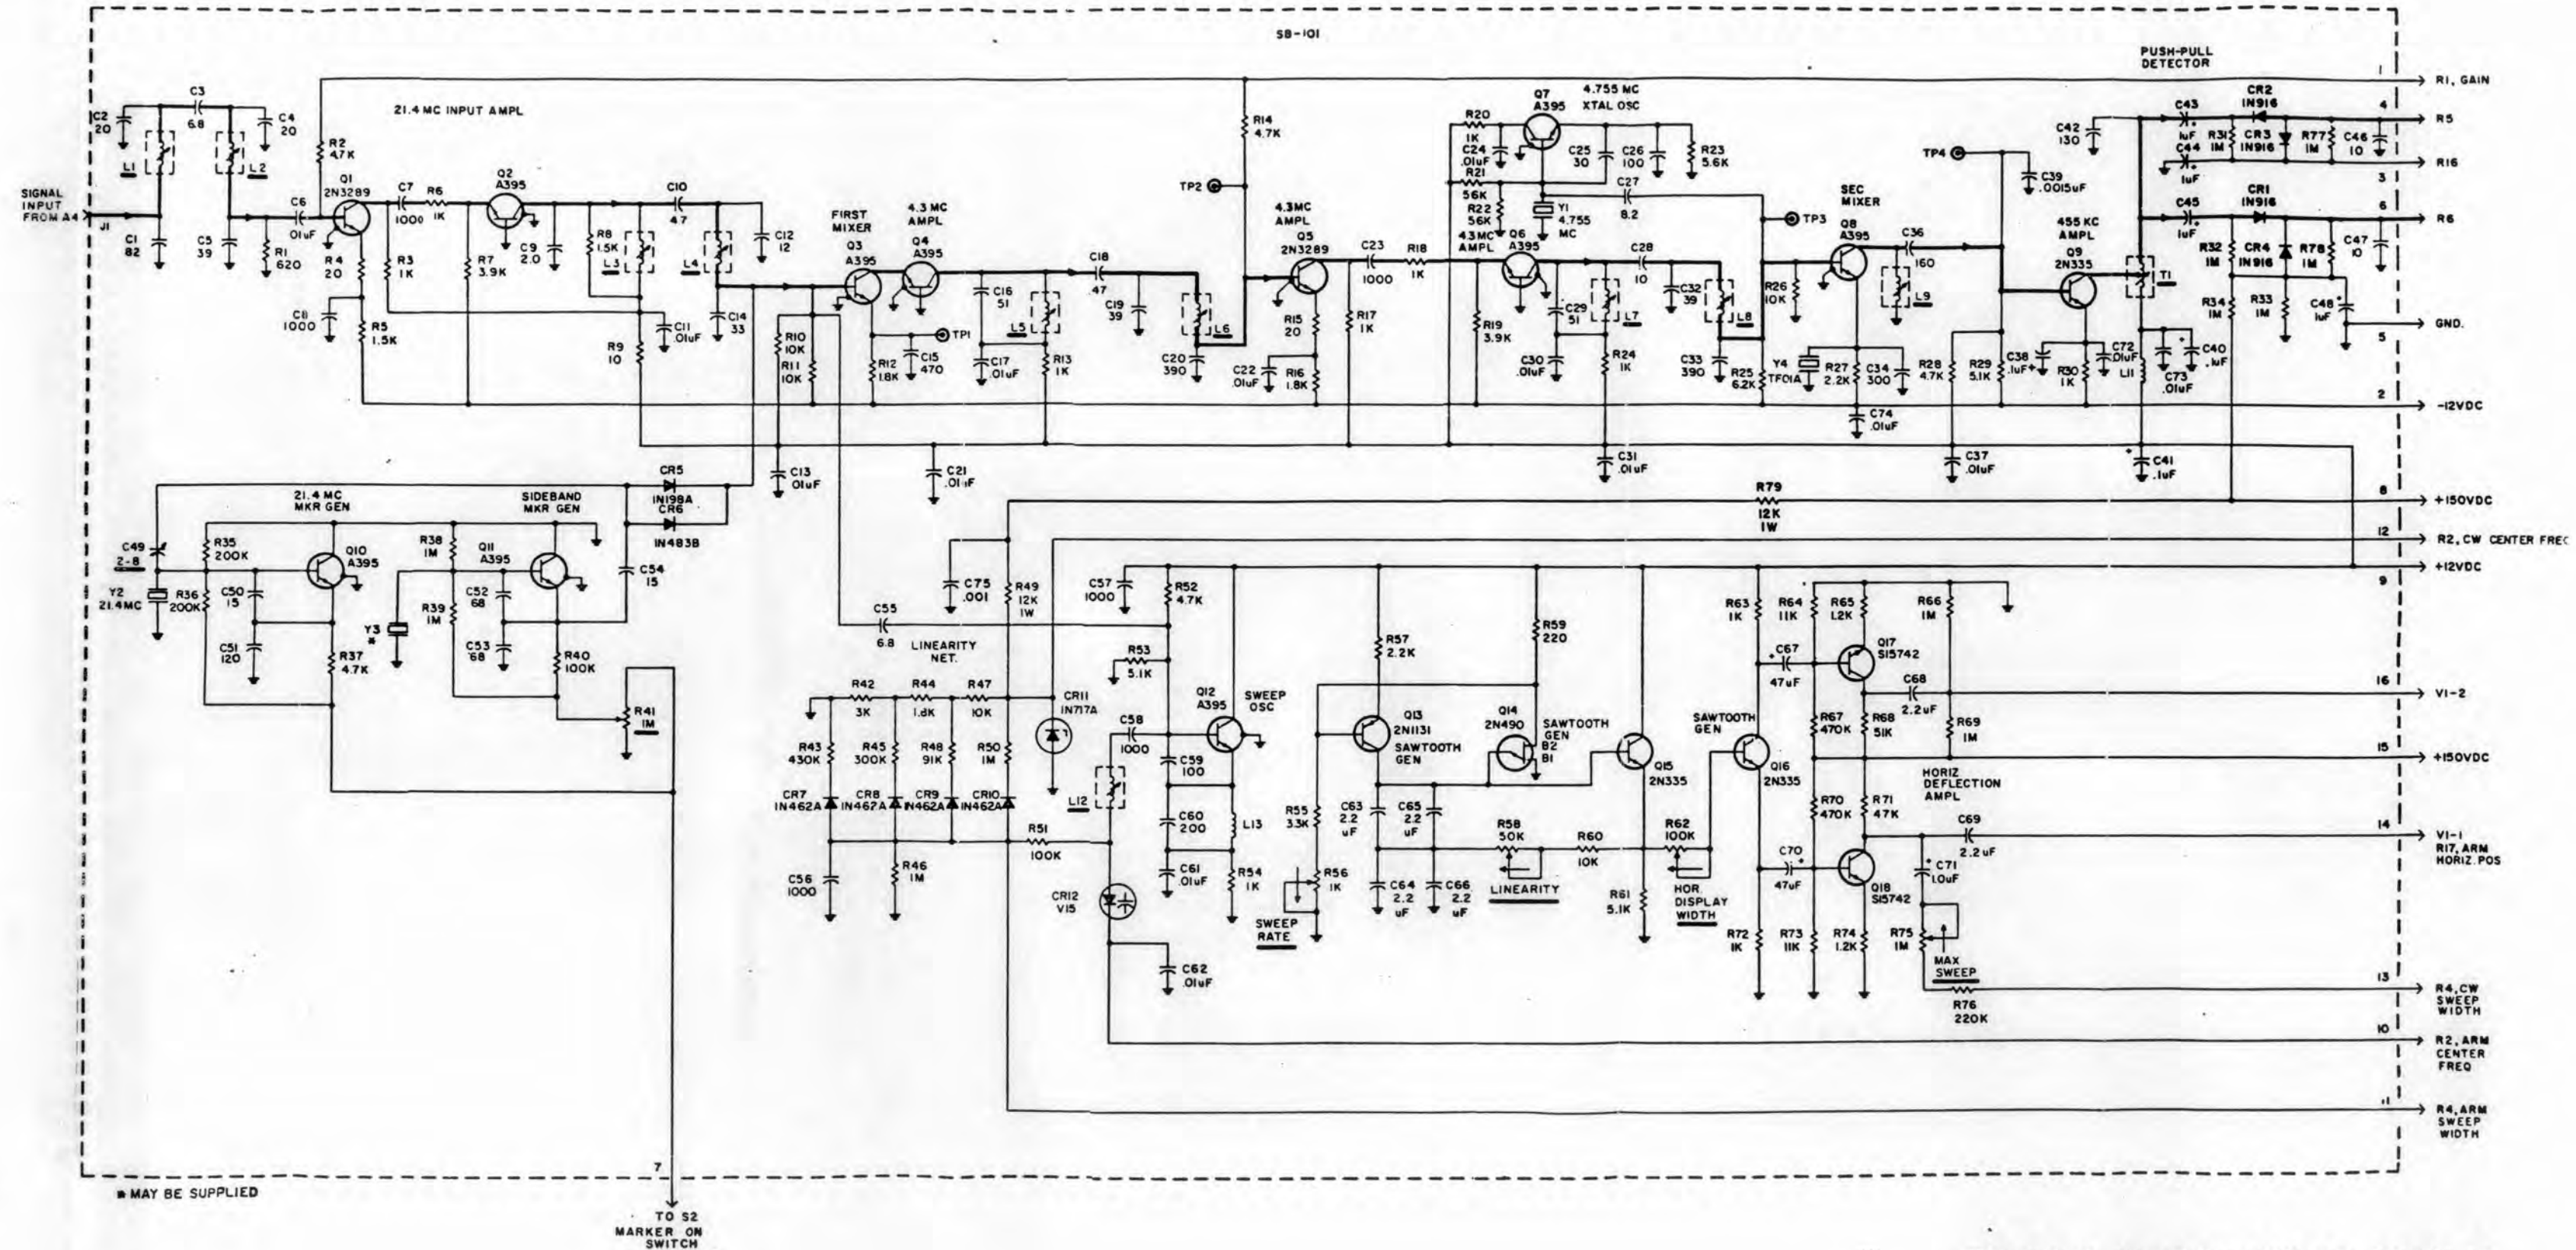 SB-101
PUSH-PULL
DETECTOR
1
R1, GAIN
C3
6.8
C2
20
C4
20
L1
L2
21.4 MC INPUT AMPL
R2
4.7K
SIGNAL
INPUT
FROM A4
J1
C1
82
C5
39
R1
620
C6
.01uF
Q1
2N3289
R4
20
C8
1000
R5
1.5K
C7
1000
R6
1K
R3
1K
Q2
A395
R7
3.9K
C9
2.0
R8
1.5K
L3
C10
.47
L4
C12
12
C11
.01uF
R9
10
C14
33
FIRST
MIXER
Q3
A395
4.3 MC
AMPL
Q4
A395
R10
10K
R11
10K
R12
1.8K
C15
470
TP1
C16
51
C17
.01uF
L5
R13
1K
C18
.47
C19
39
C20
390
L6
TP2
R14
4.7K
4.3MC
AMPL
Q5
2N3289
R15
20
C22
.01uF
R16
1.8K
R17
1K
C23
1000
R18
1K
R19
3.9K
Q7
A395
4.755 MC
XTAL OSC
R20
1K
C24
.01uF
R21
56K
R22
56K
4.3MC
AMPL
Q6
A395
Y1
4.755
MC
C25
30
C26
100
R23
5.6K
C27
8.2
C28
10
C29
51
C30
.01uF
L7
R24
1K
C32
39
L8
C33
390
R25
6.2K
TP3
R26
10K
SEC
MIXER
Q8
A395
Y4
TF01A
R27
2.2K
C34
300
C36
160
L9
C74
.01uF
TP4
C39
.0015uF
455 KC
AMPL
Q9
2N335
R28
4.7K
R29
5.1K
C38
.1uF
R30
1K
C72
.01uF
L11
C73
.01uF
C40
.1uF
T1
C42
130
C43
1uF
C44
1uF
C45
1uF
R31
1M
CR2
1N916
CR3
1N916
R77
1M
C46
10
4
R5
R16
3
6
R6
CR1
1N916
R32
1M
CR4
1N916
R78
1M
C47
10
R34
1M
R33
1M
C48
1uF
GND.
5
2
-12VDC
C13
.01uF
C21
.01uF
C31
.01uF
C37
.01uF
C41
.1uF
R79
12K
1W
8
+150VDC
12
R2, CW CENTER FREQ
+12VDC
9
CR5
1N198A
CR6
1N483B
21.4 MC
MKR GEN
SIDEBAND
MKR GEN
C49
2-8
Y2
21.4MC
R35
200K
R36
200K
C50
15
C51
120
Q10
A395
R37
4.7K
Y3
*
R38
1M
R39
1M
Q11
A395
C52
68
C53
68
R40
100K
C54
15
R41
1M
C75
.001
R49
12K
1W
C55
6.8
LINEARITY
NET.
C57
1000
R52
4.7K
R53
5.1K
R42
3K
R44
1.8K
R47
10K
R43
430K
R45
300K
R48
91K
R50
1M
CR7
1N462A
CR8
1N462A
CR9
1N462A
CR10
1N462A
CR11
1N717A
C56
1000
R46
1M
R51
100K
C58
1000
L12
CR12
V15
C62
.01uF
Q12
A395
SWEEP
OSC
C59
100
C60
200
C61
.01uF
L13
R54
1K
R55
3.3K
R56
1K
SWEEP
RATE
R57
2.2K
Q13
2N1131
SAWTOOTH
GEN
C63
2.2
uF
C65
2.2
uF
C64
2.2
uF
C66
2.2
uF
R59
220
Q14
2N490
B2
B1
SAWTOOTH
GEN
R58
50K
LINEARITY
R60
10K
Q15
2N335
R61
5.1K
R62
100K
HOR.
DISPLAY
WIDTH
SAWTOOTH
GEN
Q16
2N335
R63
1K
R64
11K
R65
1.2K
R66
1M
C67
47uF
Q17
S15742
R67
470K
R68
51K
C68
2.2uF
R69
1M
16
V1-2
15
+150VDC
HORIZ
DEFLECTION
AMPL
R70
470K
R71
47K
C69
2.2uF
14
V1-1
R17, ARM
HORIZ. POS
C70
47uF
Q18
S15742
C71
1.0uF
R72
1K
R73
11K
R74
1.2K
R75
1M
MAX
SWEEP
R76
220K
13
R4, CW
SWEEP
WIDTH
10
R2, ARM
CENTER
FREQ
11
R4, ARM
SWEEP
WIDTH
7
* MAY BE SUPPLIED
TO S2
MARKER ON
SWITCH